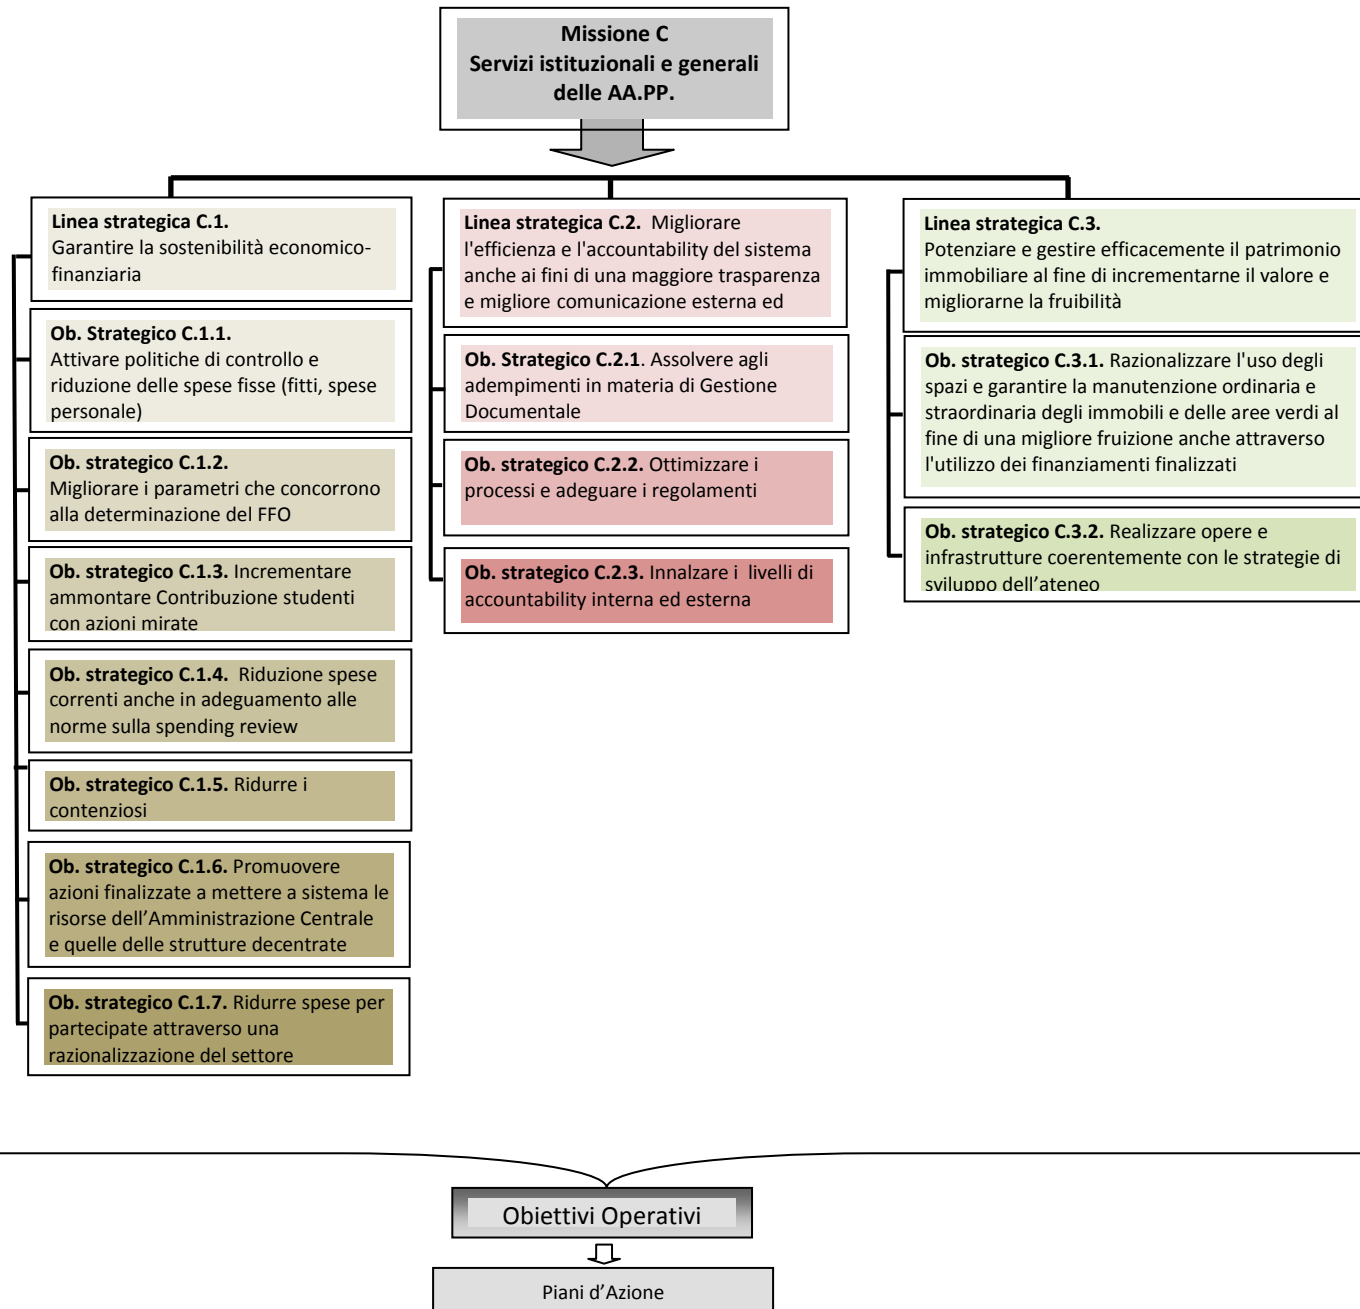 Missione C
Servizi istituzionali e generali
delle AA.PP.
Linea strategica C.1.
Garantire la sostenibilità economico-
finanziaria
Ob. Strategico C.1.1.
Attivare politiche di controllo e
riduzione delle spese fisse (fitti, spese
personale)
Ob. strategico C.1.2.
Migliorare i parametri che concorrono
alla determinazione del FFO
Ob. strategico C.1.3. Incrementare
ammontare Contribuzione studenti
con azioni mirate
Ob. strategico C.1.4. Riduzione spese
correnti anche in adeguamento alle
norme sulla spending review
Ob. strategico C.1.5. Ridurre i
contenziosi
Ob. strategico C.1.6. Promuovere
azioni finalizzate a mettere a sistema le
risorse dell’Amministrazione Centrale
e quelle delle strutture decentrate
Ob. strategico C.1.7. Ridurre spese per
partecipate attraverso una
razionalizzazione del settore
Linea strategica C.2. Migliorare
l'efficienza e l'accountability del sistema
anche ai fini di una maggiore trasparenza
e migliore comunicazione esterna ed
Ob. Strategico C.2.1. Assolvere agli
adempimenti in materia di Gestione
Documentale
Ob. strategico C.2.2. Ottimizzare i
processi e adeguare i regolamenti
Ob. strategico C.2.3. Innalzare i livelli di
accountability interna ed esterna
Linea strategica C.3.
Potenziare e gestire efficacemente il patrimonio
immobiliare al fine di incrementarne il valore e
migliorarne la fruibilità
Ob. strategico C.3.1. Razionalizzare l'uso degli
spazi e garantire la manutenzione ordinaria e
straordinaria degli immobili e delle aree verdi al
fine di una migliore fruizione anche attraverso
l'utilizzo dei finanziamenti finalizzati
Ob. strategico C.3.2. Realizzare opere e
infrastrutture coerentemente con le strategie di
sviluppo dell’ateneo
Obiettivi Operativi
Piani d’Azione